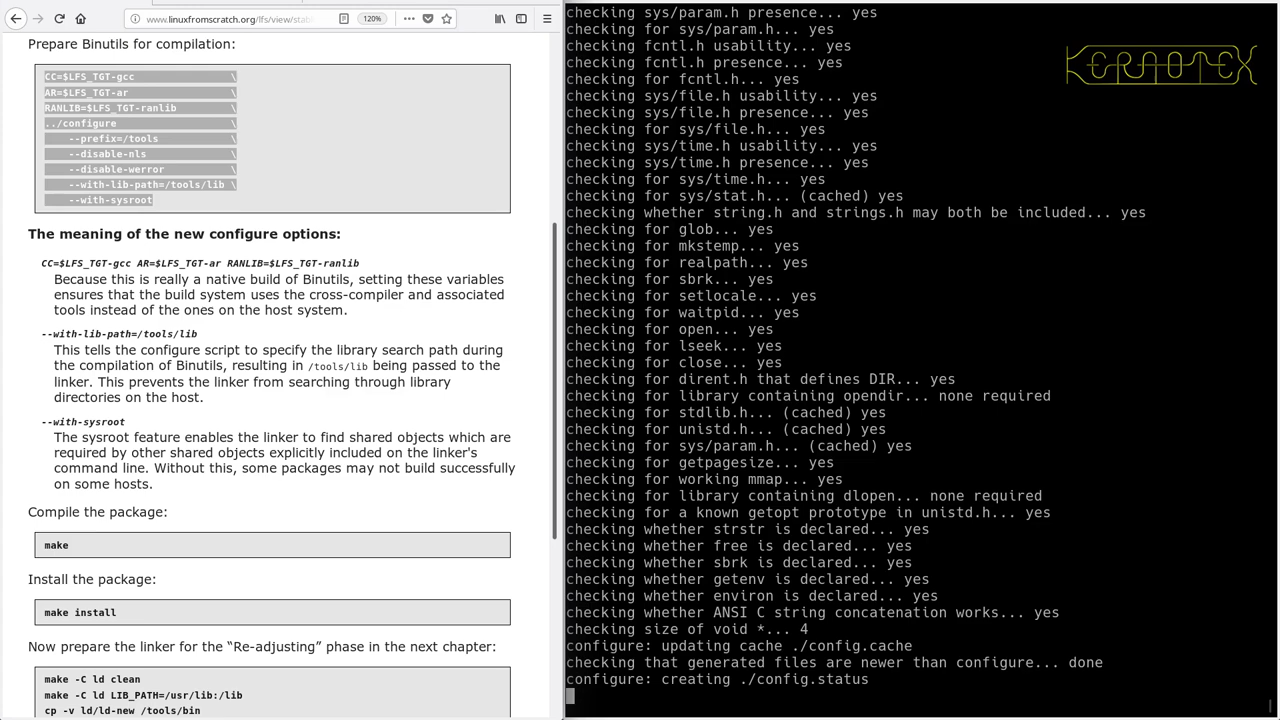 www.linuxfromscratch.org/lfs/view/stab
120%
Prepare Binutils for compilation:
CC=$LFS_TGT-gcc \
AR=$LFS_TGT-ar \
RANLIB=$LFS_TGT-ranlib \
../configure \
--prefix=/tools \
--disable-nls \
--disable-werror \
--with-lib-path=/tools/lib \
--with-sysroot
The meaning of the new configure options:
CC=$LFS_TGT-gcc AR=$LFS_TGT-ar RANLIB=$LFS_TGT-ranlib
Because this is really a native build of Binutils, setting these variables
ensures that the build system uses the cross-compiler and associated
tools instead of the ones on the host system.
--with-lib-path=/tools/lib
This tells the configure script to specify the library search path during
the compilation of Binutils, resulting in /tools/lib being passed to the
linker. This prevents the linker from searching through library
directories on the host.
--with-sysroot
The sysroot feature enables the linker to find shared objects which are
required by other shared objects explicitly included on the linker's
command line. Without this, some packages may not build successfully
on some hosts.
Compile the package:
make
Install the package:
make install
Now prepare the linker for the “Re-adjusting” phase in the next chapter:
make -C ld clean
make -C ld LIB_PATH=/usr/lib:/lib
cp -v ld/ld-new /tools/bin
checking sys/param.h presence... yes
checking for sys/param.h... yes
checking fcntl.h usability... yes
checking fcntl.h presence... yes
checking for fcntl.h... yes
checking sys/file.h usability... yes
checking sys/file.h presence... yes
checking for sys/file.h... yes
checking sys/time.h usability... yes
checking sys/time.h presence... yes
checking for sys/time.h... yes
checking for sys/stat.h... (cached) yes
checking whether string.h and strings.h may both be included... yes
checking for glob... yes
checking for mkstemp... yes
checking for realpath... yes
checking for sbrk... yes
checking for setlocale... yes
checking for waitpid... yes
checking for open... yes
checking for lseek... yes
checking for close... yes
checking for dirent.h that defines DIR... yes
checking for library containing opendir... none required
checking for stdlib.h... (cached) yes
checking for unistd.h... (cached) yes
checking for sys/param.h... (cached) yes
checking for getpagesize... yes
checking for working mmap... yes
checking for library containing dlopen... none required
checking for a known getopt prototype in unistd.h... yes
checking whether strstr is declared... yes
checking whether free is declared... yes
checking whether sbrk is declared... yes
checking whether getenv is declared... yes
checking whether environ is declared... yes
checking whether ANSI C string concatenation works... yes
checking size of void *... 4
configure: updating cache ./config.cache
checking that generated files are newer than configure... done
configure: creating ./config.status